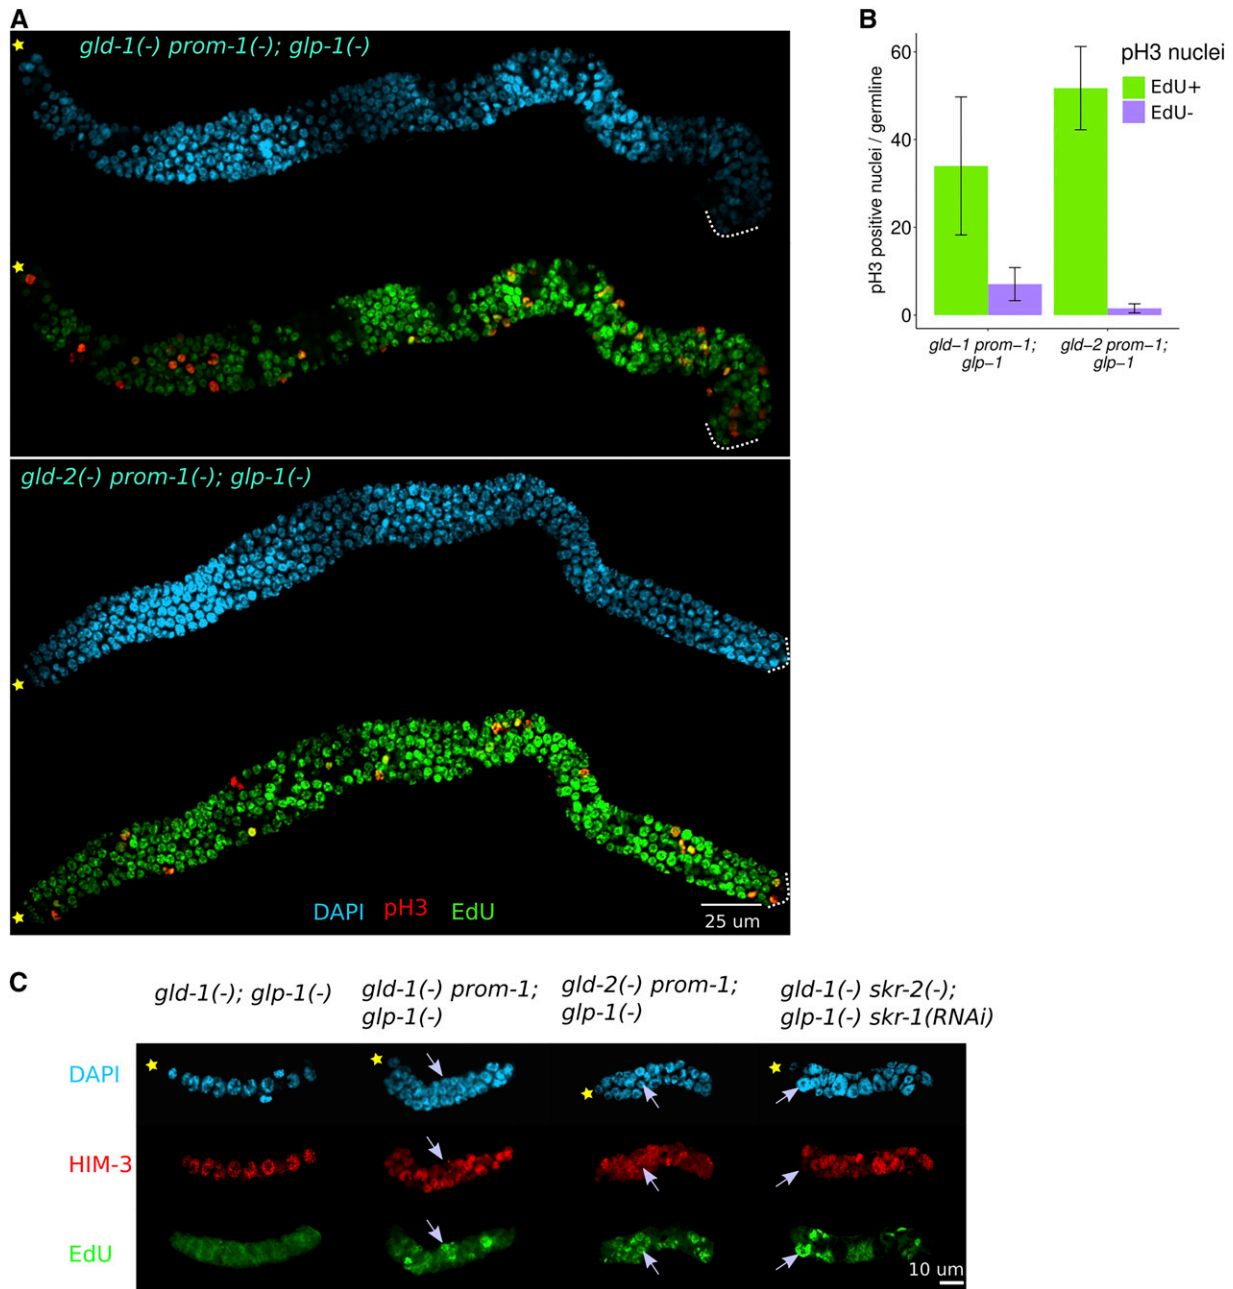 A
gld-1(-) prom-1(-); glp-1(-)
gld-2(-) prom-1(-); glp-1(-)
DAPI pH3 EdU
25 um
B
pH3 positive nuclei / germline
60
40
20
0
gld–1 prom–1;
glp–1
gld–2 prom–1;
glp–1
pH3 nuclei
EdU+
EdU-
C
gld-1(-); glp-1(-)
gld-1(-) prom-1;
glp-1(-)
gld-2(-) prom-1;
glp-1(-)
gld-1(-) skr-2(-);
glp-1(-) skr-1(RNAi)
DAPI
HIM-3
EdU
10 um